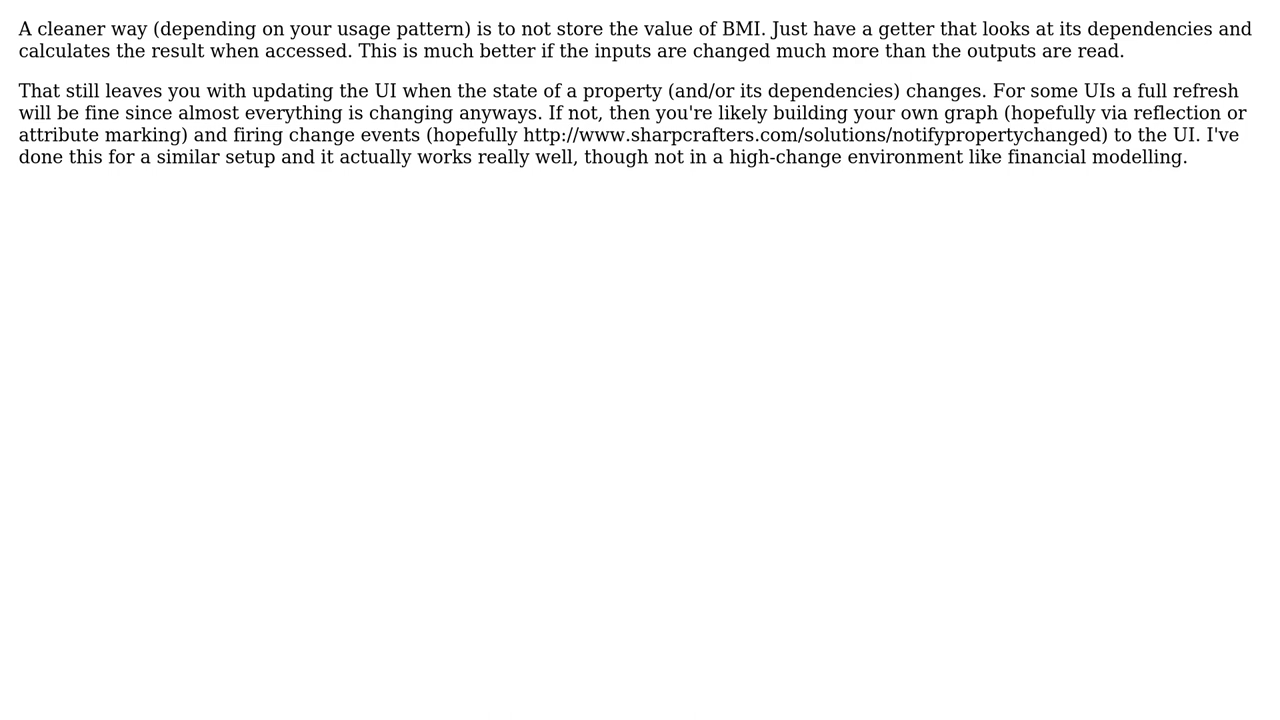 A cleaner way (depending on your usage pattern) is to not store the value of BMI. Just have a getter that looks at its dependencies and
calculates the result when accessed. This is much better if the inputs are changed much more than the outputs are read.
That still leaves you with updating the UI when the state of a property (and/or its dependencies) changes. For some UIs a full refresh
will be fine since almost everything is changing anyways. If not, then you're likely building your own graph (hopefully via reflection or
attribute marking) and firing change events (hopefully http://www.sharpcrafters.com/solutions/notifypropertychanged) to the UI. I've
done this for a similar setup and it actually works really well, though not in a high-change environment like financial modelling.